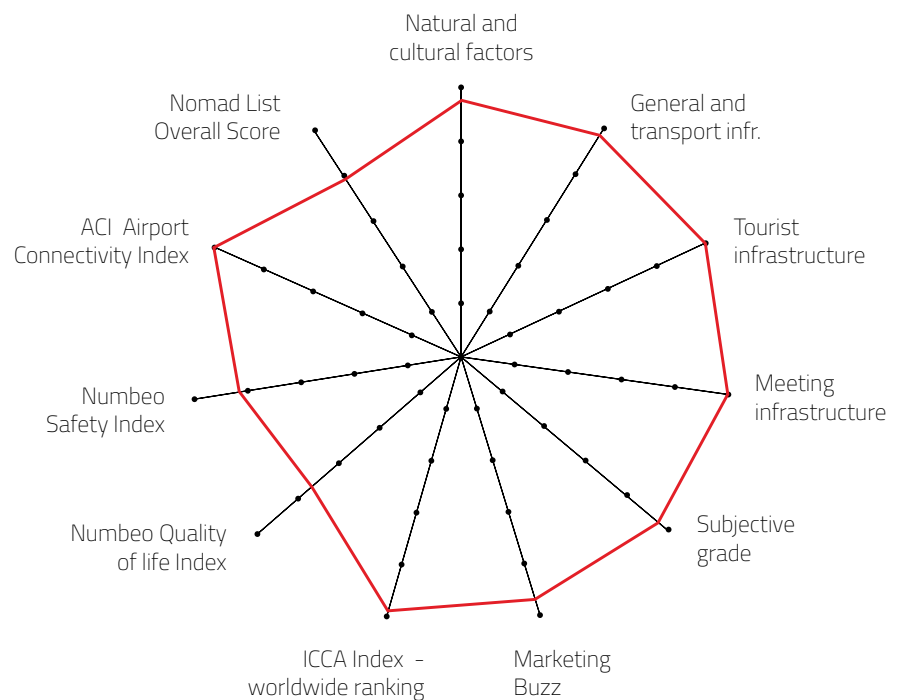 Natural and
cultural factors
General and
transport infr.
Tourist
infrastructure
Meeting
infrastructure
Subjective
grade
Marketing
Buzz
ICCA Index -
worldwide ranking
Numbeo Quality
of life Index
Numbeo
Safety Index
ACI Airport
Connectivity Index
Nomad List
Overall Score